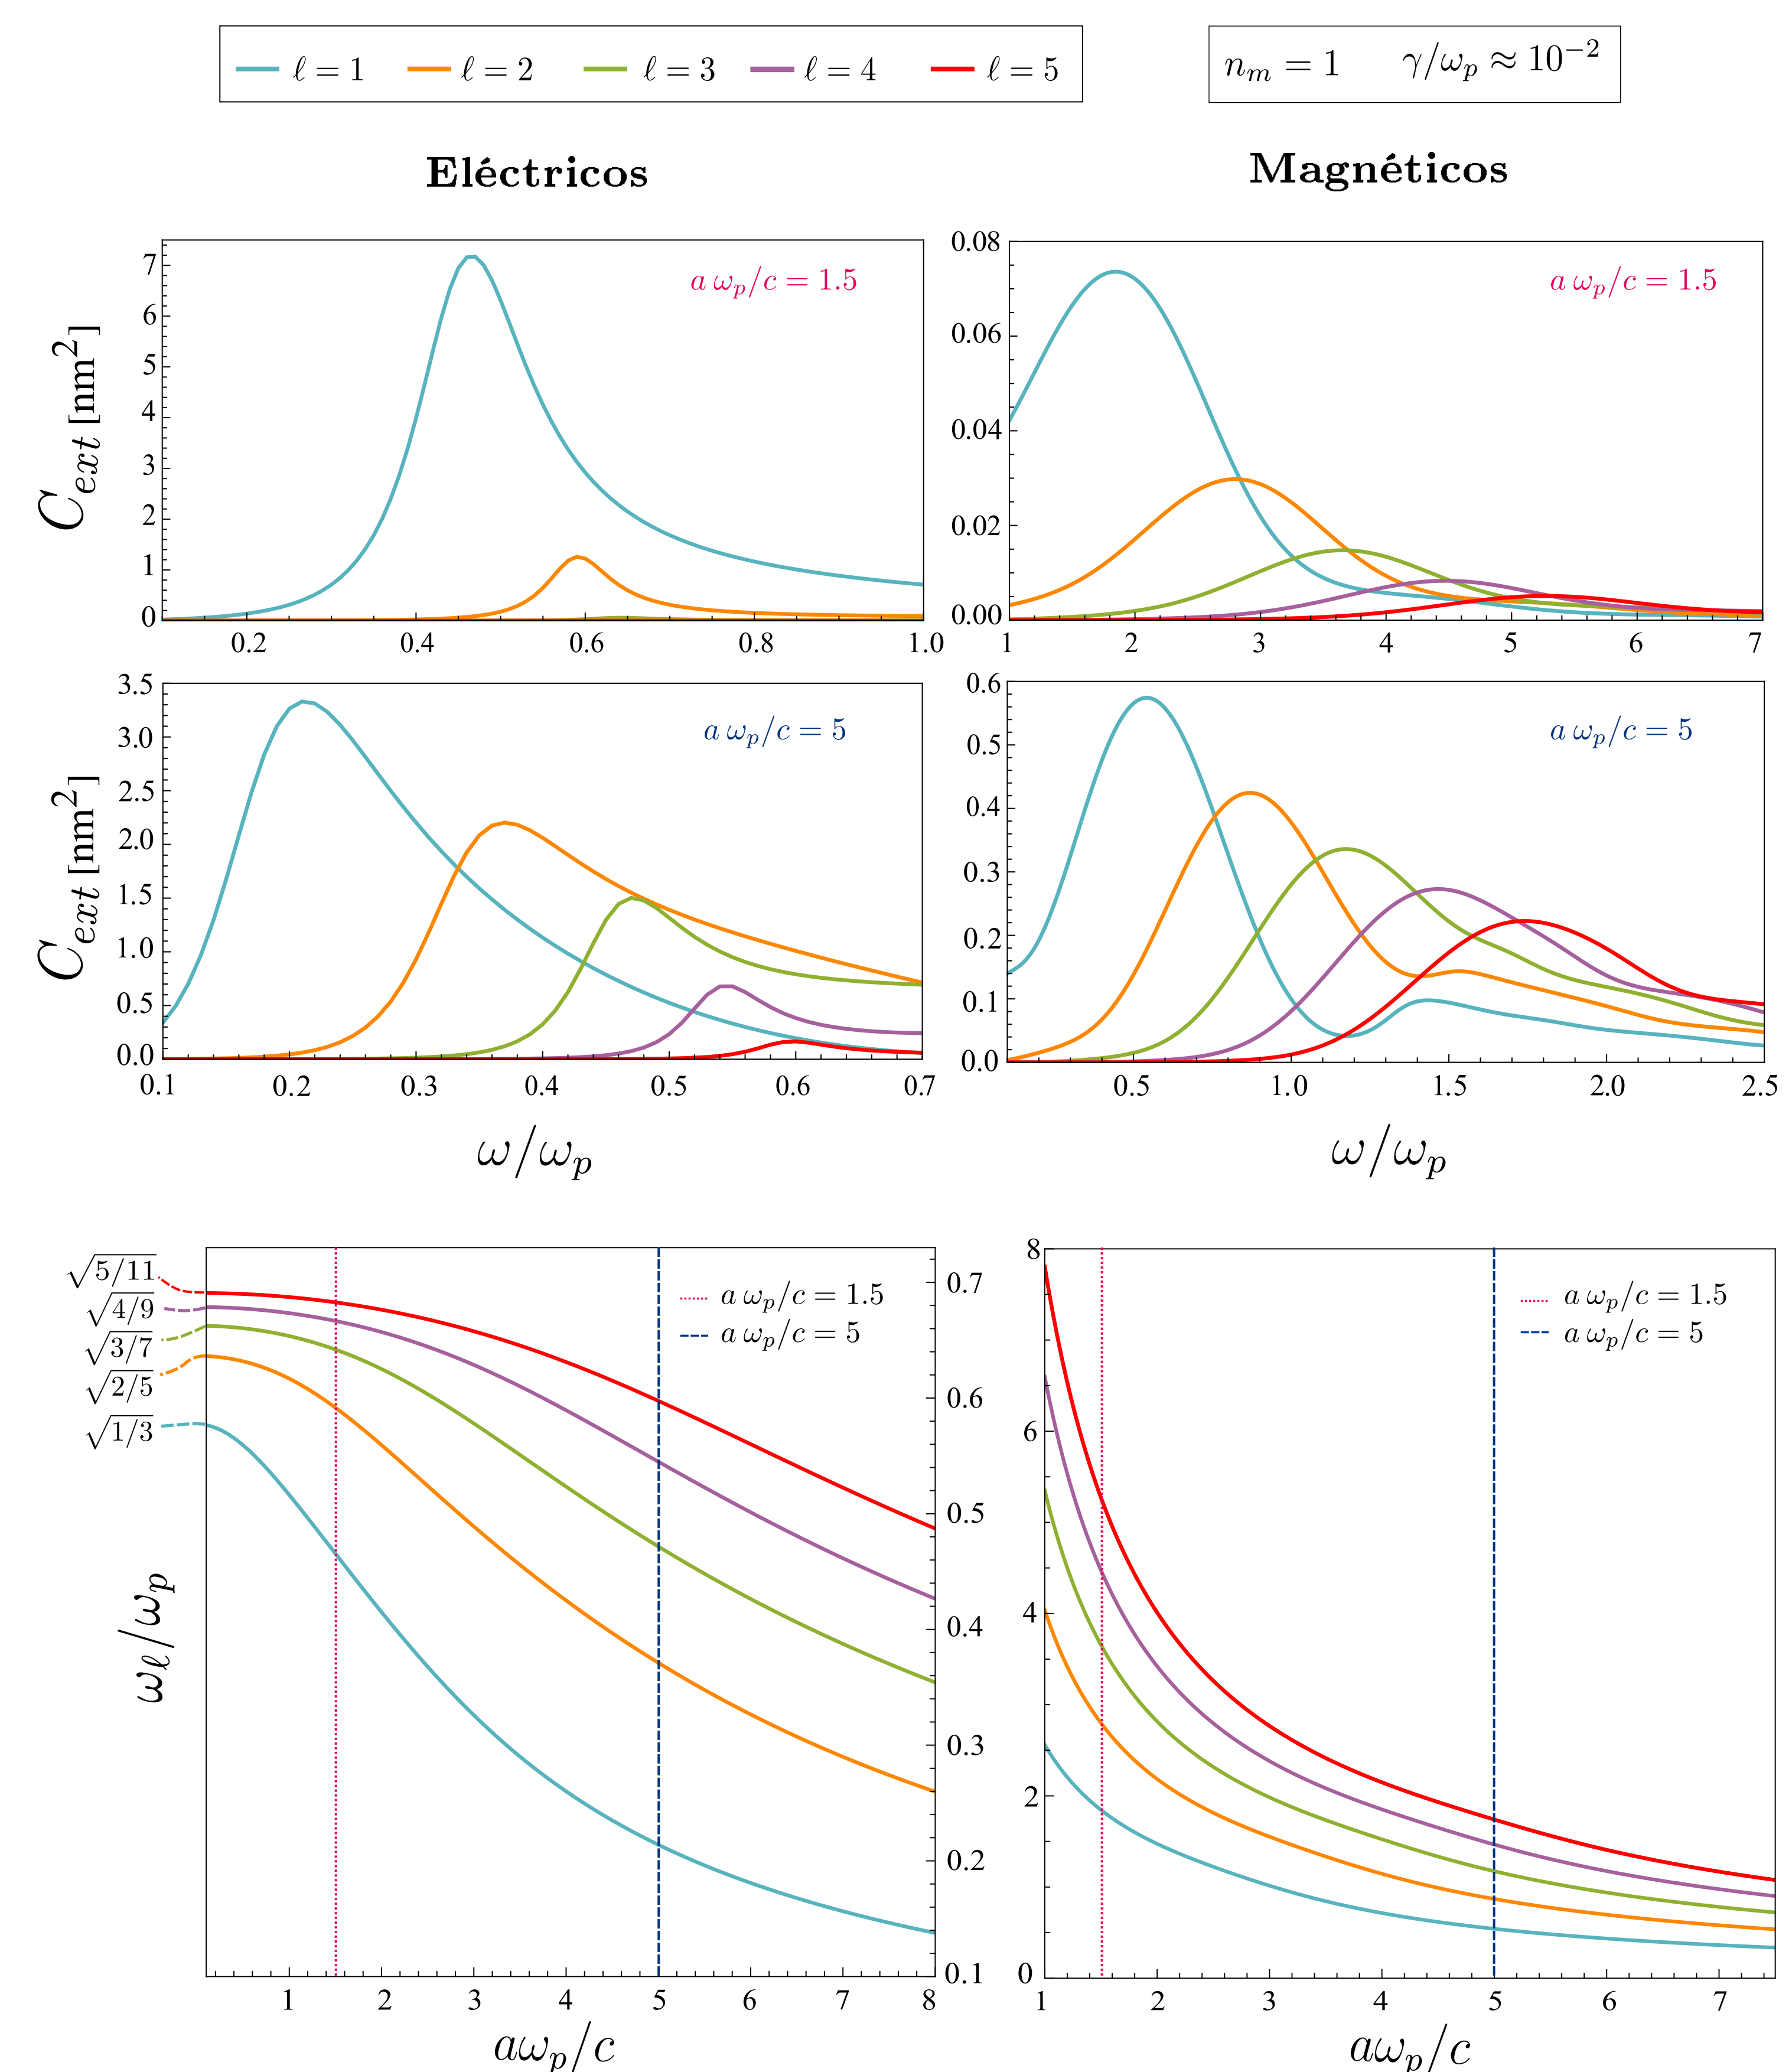 ℓ = 1 ℓ = 2 ℓ = 3 ℓ = 4 ℓ = 5
n_m = 1 γ/ω_p ≈ 10⁻²
Eléctricos
Magnéticos
C_ext [nm²]
7
6
5
4
3
2
1
0
a ω_p/c = 1.5
0.2 0.4 0.6 0.8 1.0
0.08
0.06
0.04
0.02
0.00
a ω_p/c = 1.5
1 2 3 4 5 6 7
C_ext [nm²]
3.5
3.0
2.5
2.0
1.5
1.0
0.5
0.0
a ω_p/c = 5
0.1 0.2 0.3 0.4 0.5 0.6 0.7
ω/ω_p
0.6
0.5
0.4
0.3
0.2
0.1
0.0
a ω_p/c = 5
0.5 1.0 1.5 2.0 2.5
ω/ω_p
ω_ℓ/ω_p
√5/11
√4/9
√3/7
√2/5
√1/3
a ω_p/c = 1.5
a ω_p/c = 5
0.7
0.6
0.5
0.4
0.3
0.2
0.1
1 2 3 4 5 6 7 8
aω_p/c
8
6
4
2
0
a ω_p/c = 1.5
a ω_p/c = 5
1 2 3 4 5 6 7
aω_p/c